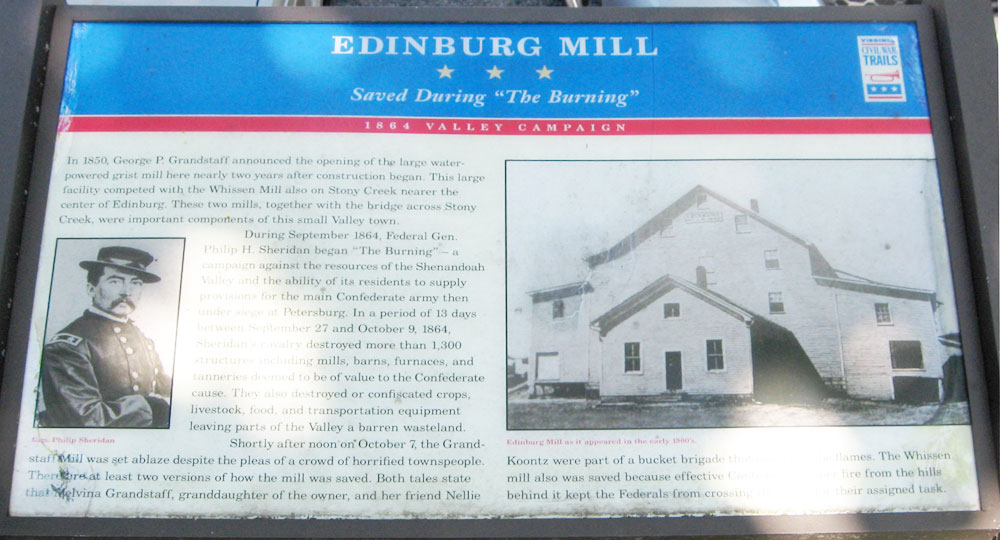 EDINBURG MILL
Saved During "The Burning"
1864 VALLEY CAMPAIGN
VIRGINIA
CIVIL WAR
TRAILS
In 1850, George P. Grandstaff announced the opening of the large water-
powered grist mill here nearly two years after construction began. This large
facility competed with the Whissen Mill also on Stony Creek nearer the
center of Edinburg. These two mills, together with the bridge across Stony
Creek, were important components of this small Valley town.
During September 1864, Federal Gen.
Philip H. Sheridan began "The Burning"—a
campaign against the resources of the Shenandoah
Valley and the ability of its residents to supply
provisions for the main Confederate army then
under siege at Petersburg. In a period of 13 days
between September 27 and October 9, 1864,
Sheridan's cavalry destroyed more than 1,300
structures including mills, barns, furnaces, and
tanneries deemed to be of value to the Confederate
cause. They also destroyed or confiscated crops,
livestock, food, and transportation equipment
leaving parts of the Valley a barren wasteland.
Shortly after noon on October 7, the Grand-
staff Mill was set ablaze despite the pleas of a crowd of horrified townspeople.
There are at least two versions of how the mill was saved. Both tales state
that Melvina Grandstaff, granddaughter of the owner, and her friend Nellie
Gen. Philip Sheridan
Edinburg Mill as it appeared in the early 1900's.
Koontz were part of a bucket brigade flames. The Whissen
mill also was saved because effective fire from the hills
behind it kept the Federals from crossing their assigned task.